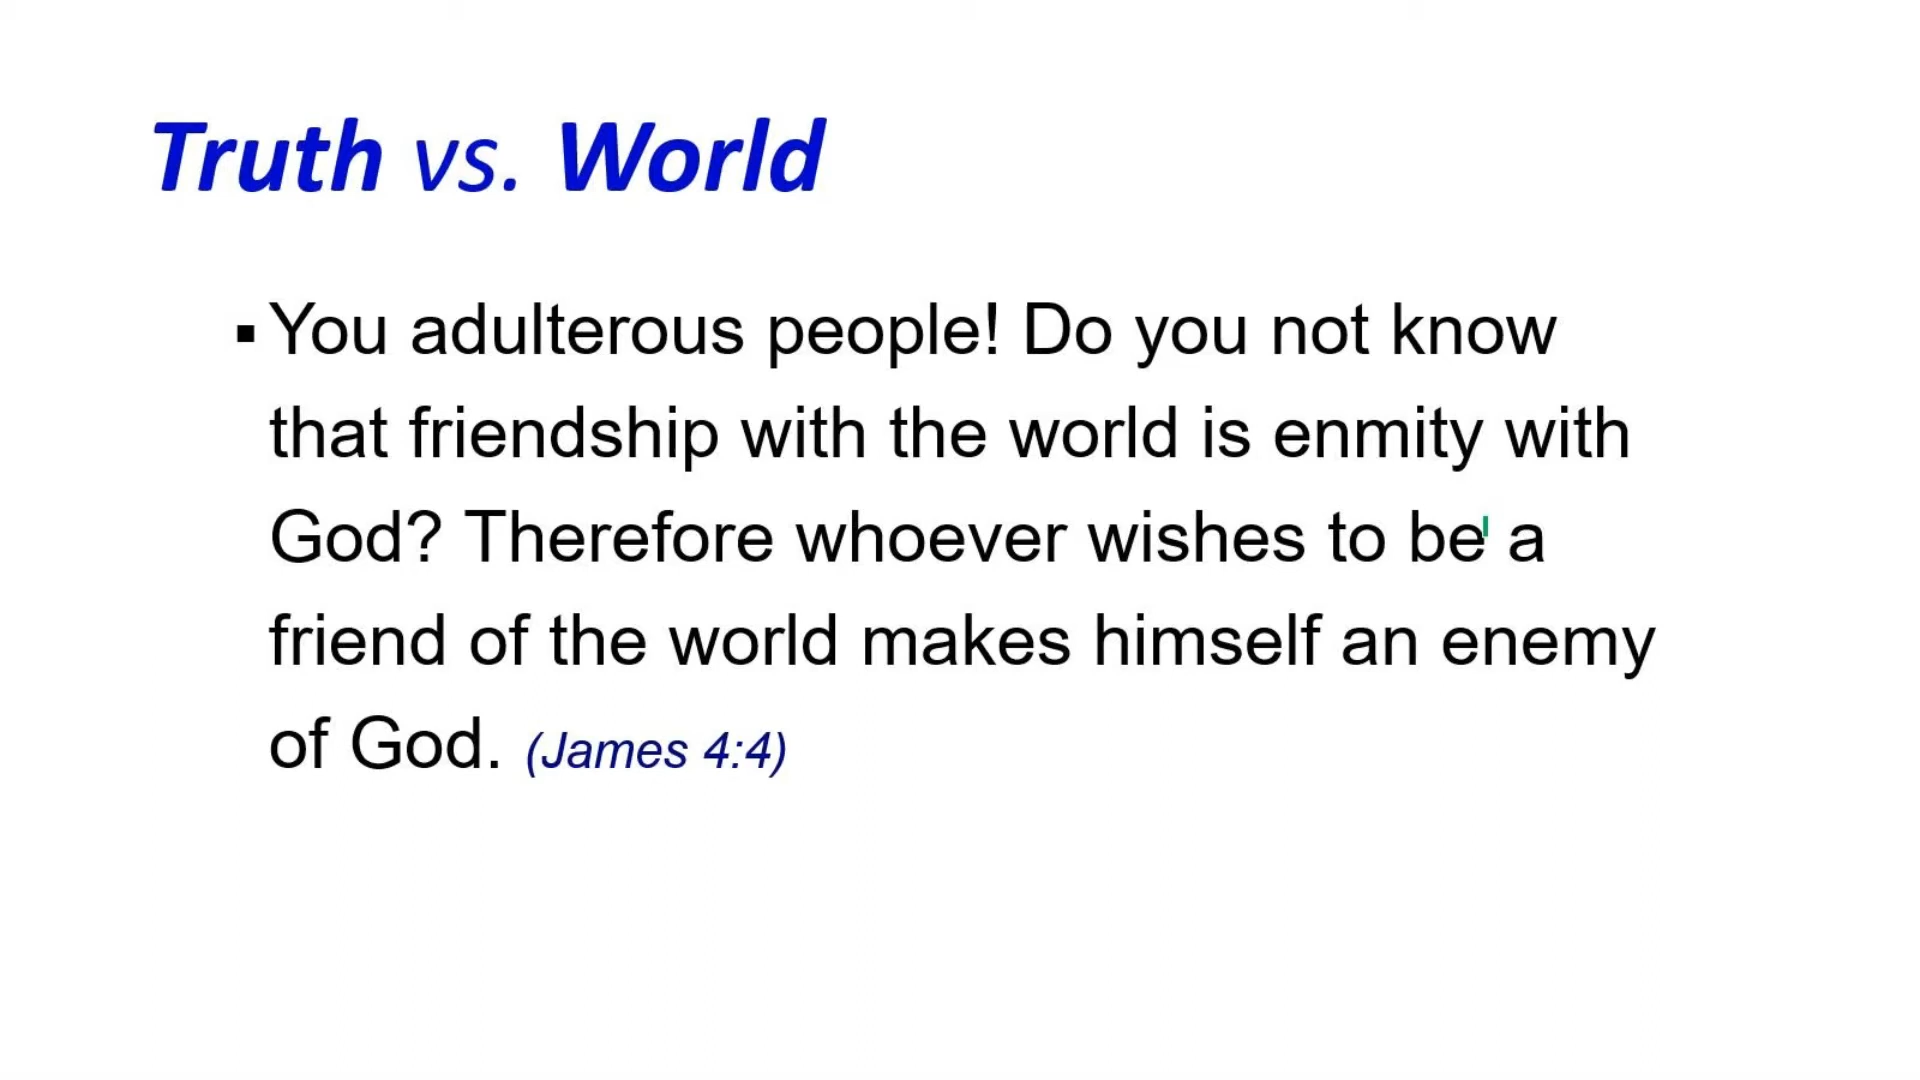 Truth vs. World
▪ You adulterous people! Do you not know
that friendship with the world is enmity with
God? Therefore whoever wishes to be a
friend of the world makes himself an enemy
of God. (James 4:4)